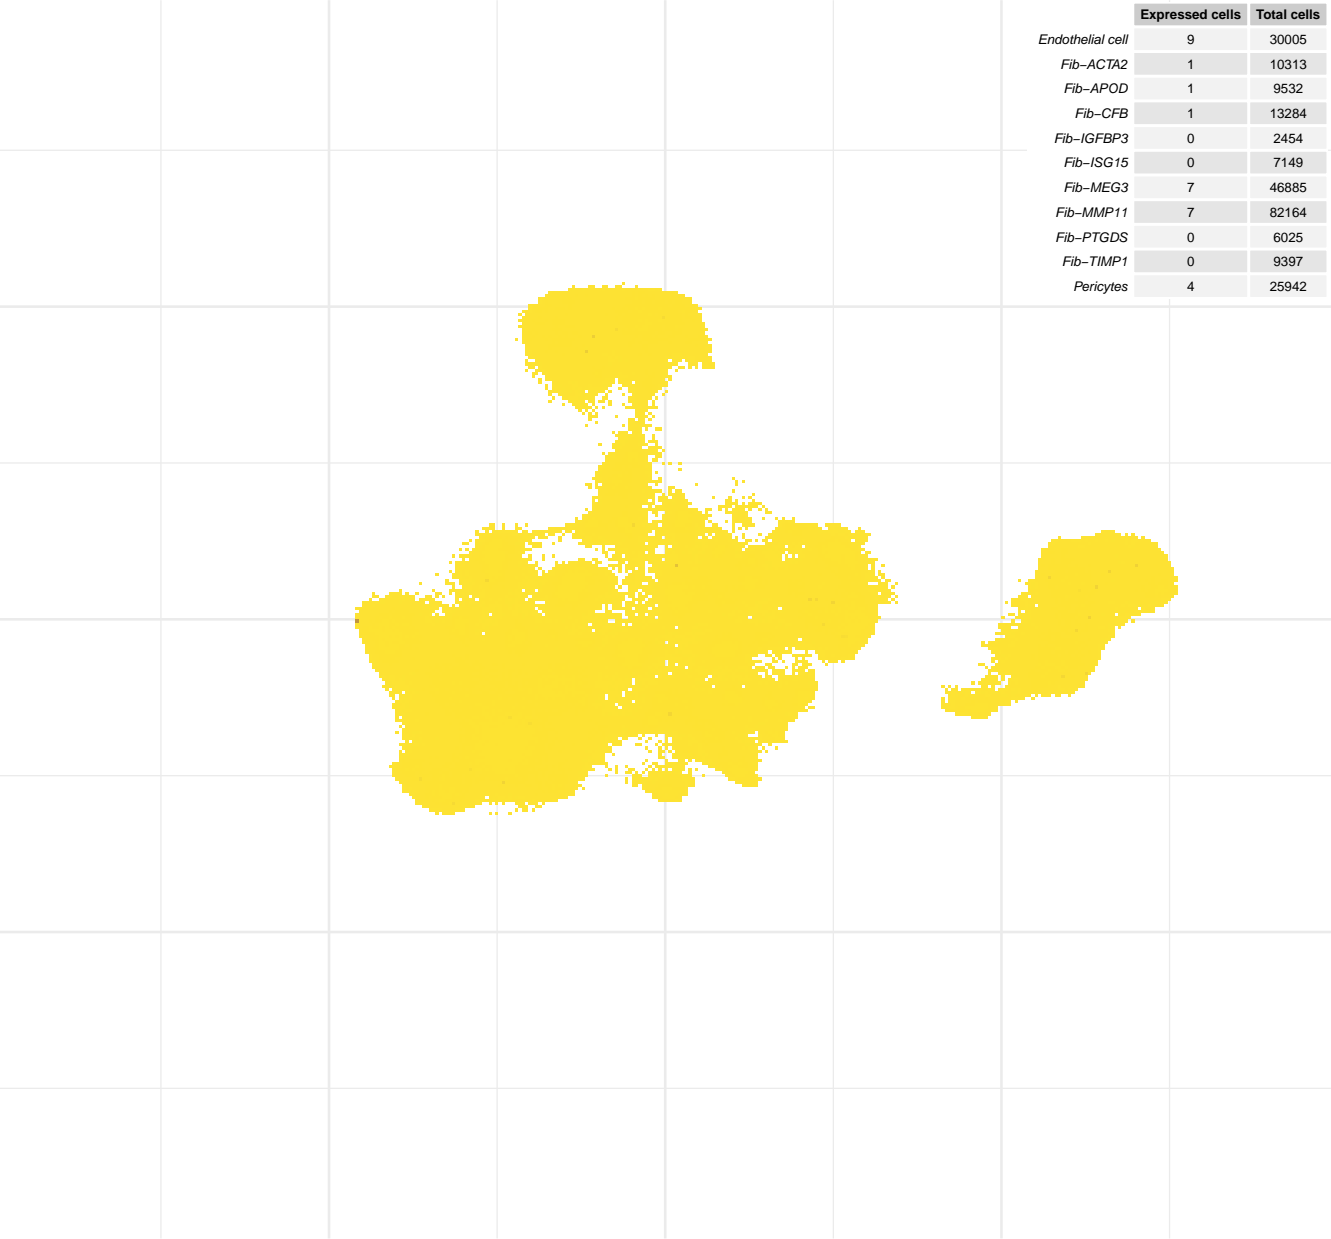 Expressed cells Total cells
Endothelial cell 9 30005
Fib−ACTA2 1 10313
Fib−APOD 1 9532
Fib−CFB 1 13284
Fib−IGFBP3 0 2454
Fib−ISG15 0 7149
Fib−MEG3 7 46885
Fib−MMP11 7 82164
Fib−PTGDS 0 6025
Fib−TIMP1 0 9397
Pericytes 4 25942